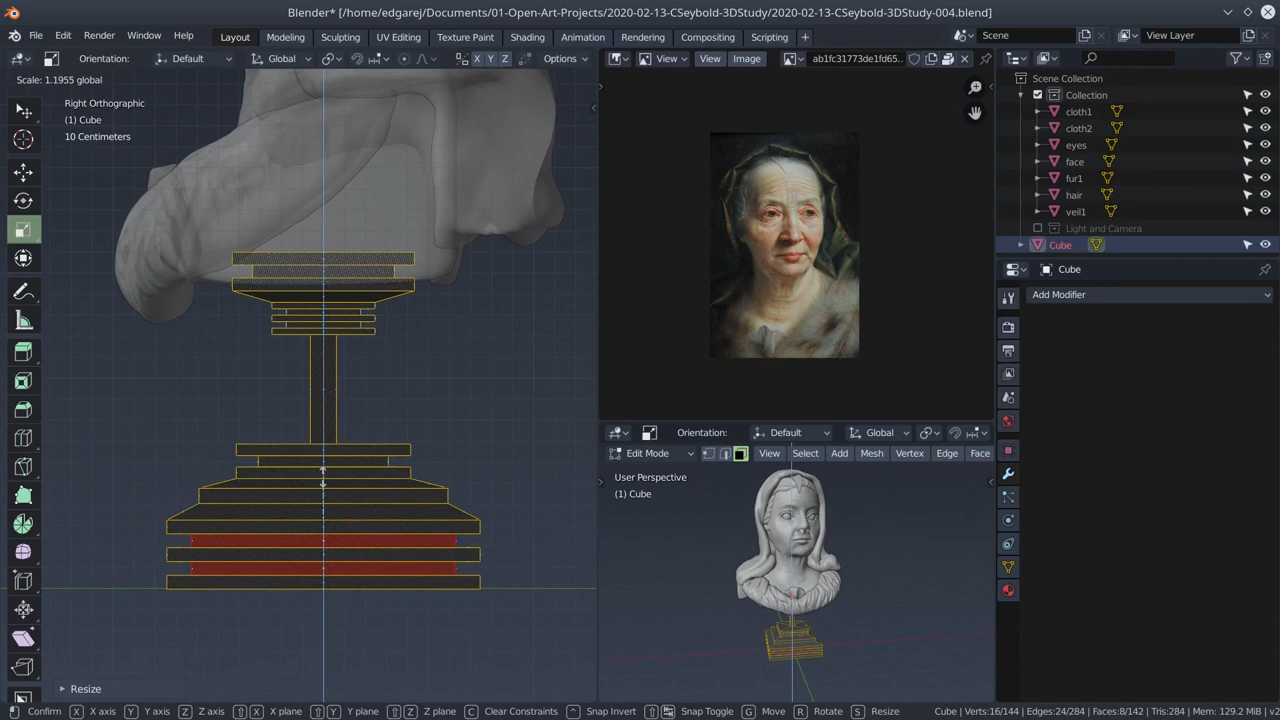 Blender* [/home/edgarej/Documents/01-Open-Art-Projects/2020-02-13-CSeybold-3DStudy/2020-02-13-CSeybold-3DStudy-004.blend]
File Edit Render Window Help Layout Modeling Sculpting UV Editing Texture Paint Shading Animation Rendering Compositing Scripting + Scene View Layer
Orientation: Default Global X Y Z Options
View View Image ab1fc31773de1fd65..
Scale: 1.1955 global
Right Orthographic
(1) Cube
10 Centimeters
Scene Collection
Collection
cloth1
cloth2
eyes
face
fur1
hair
veil1
Light and Camera
Cube
Cube
Add Modifier
Orientation: Default Global
Edit Mode View Select Add Mesh Vertex Edge Face
User Perspective
(1) Cube
Resize
Confirm X X axis Y Y axis Z Z axis X X plane Y Y plane Z Z plane C Clear Constraints Snap Invert Snap Toggle G Move R Rotate S Resize Cube | Verts:16/144 | Edges:24/284 | Faces:8/142 | Tris:284 | Mem: 129.2 MiB | v2